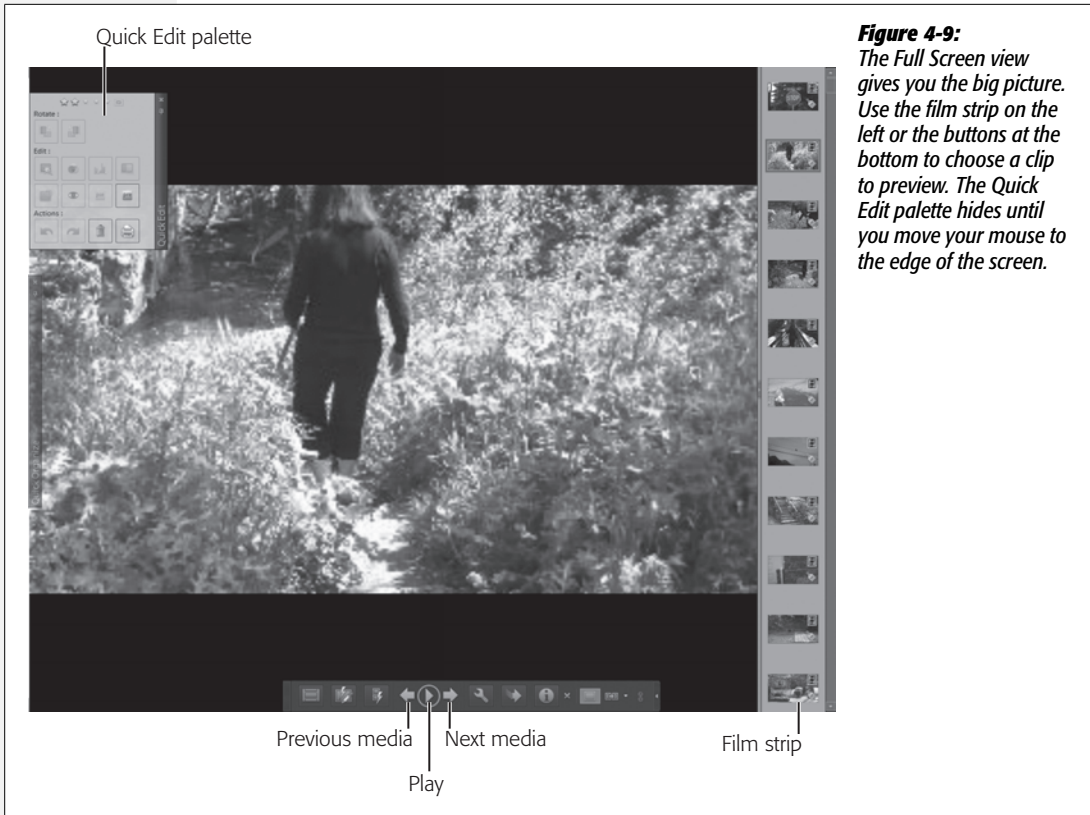 Quick Edit palette
Figure 4-9:
The Full Screen view
gives you the big picture.
Use the film strip on the
left or the buttons at the
bottom to choose a clip
to preview. The Quick
Edit palette hides until
you move your mouse to
the edge of the screen.
Rotate :
Edit :
Actions :
Quick Edit
Previous media
Next media
Film strip
Play